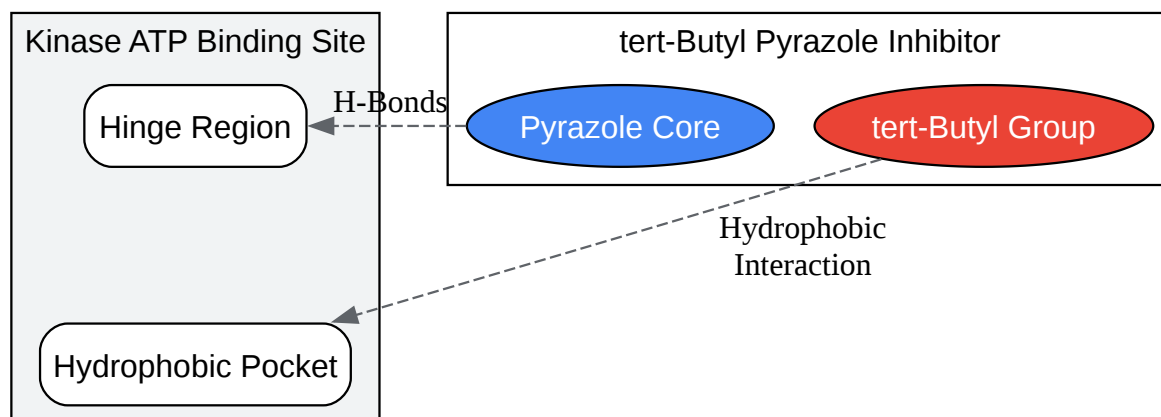 Kinase ATP Binding Site
tert-Butyl Pyrazole Inhibitor
Hinge Region
H-Bonds
Pyrazole Core
tert-Butyl Group
Hydrophobic
Interaction
Hydrophobic Pocket